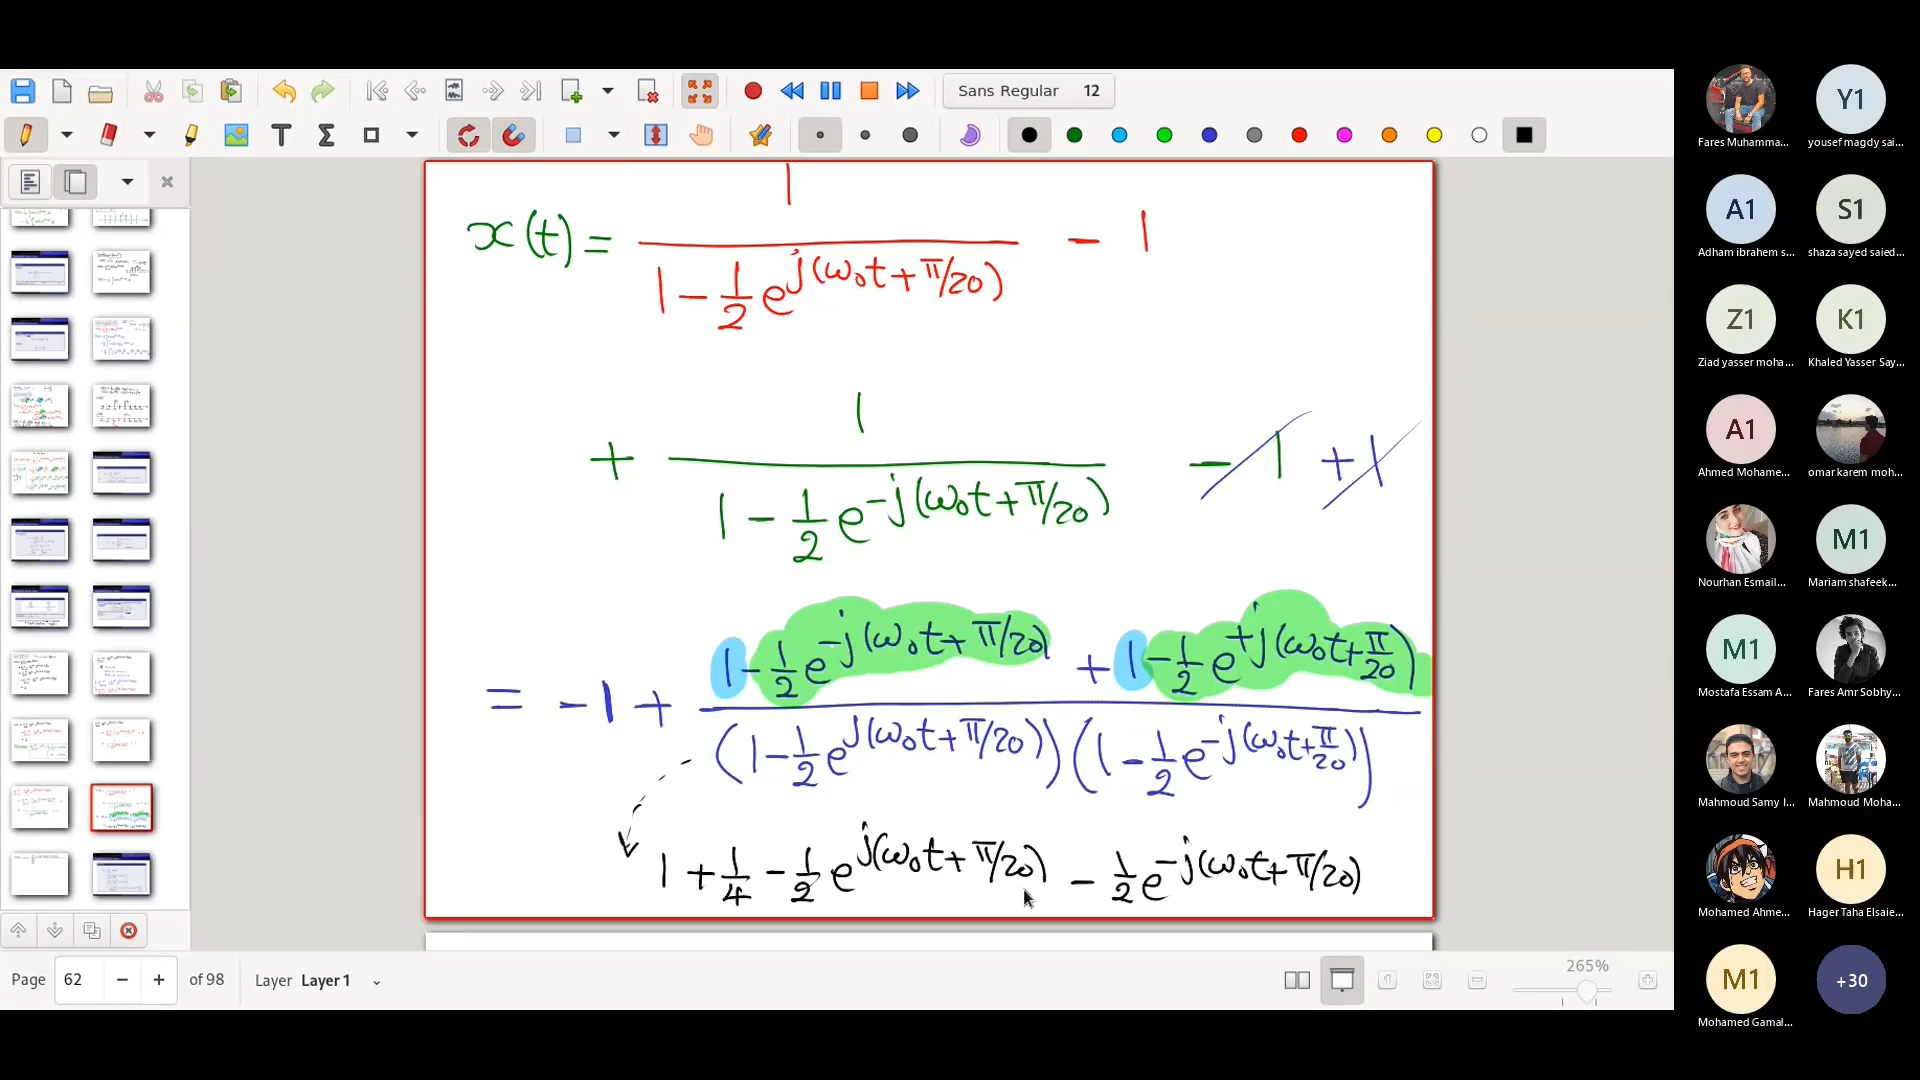 Sans Regular 12
x(t) = 1 / (1 - 1/2 e^{j(ω₀t + π/20)}) - 1
+ 1 / (1 - 1/2 e^{-j(ω₀t + π/20)}) - 1 + 1
= -1 + (1 - 1/2 e^{-j(ω₀t + π/20)} + 1 - 1/2 e^{+j(ω₀t + π/20)}) / ((1 - 1/2 e^{j(ω₀t + π/20)}) (1 - 1/2 e^{-j(ω₀t + π/20)}))
1 + 1/4 - 1/2 e^{j(ω₀t + π/20)} - 1/2 e^{-j(ω₀t + π/20)}
Page 62 of 98 Layer Layer 1 265%
Fares Muhamma...
Y1
yousef magdy sai...
A1
Adham ibrahem s...
S1
shaza sayed saied...
Z1
Ziad yasser moha...
K1
Khaled Yasser Say...
A1
Ahmed Mohame...
omar karem moh...
Nourhan Esmail...
M1
Mariam shafeek...
M1
Mostafa Essam A...
Fares Amr Sobhy...
Mahmoud Samy I...
Mahmoud Moha...
Mohamed Ahme...
H1
Hager Taha Elsaie...
M1
Mohamed Gamal...
+30